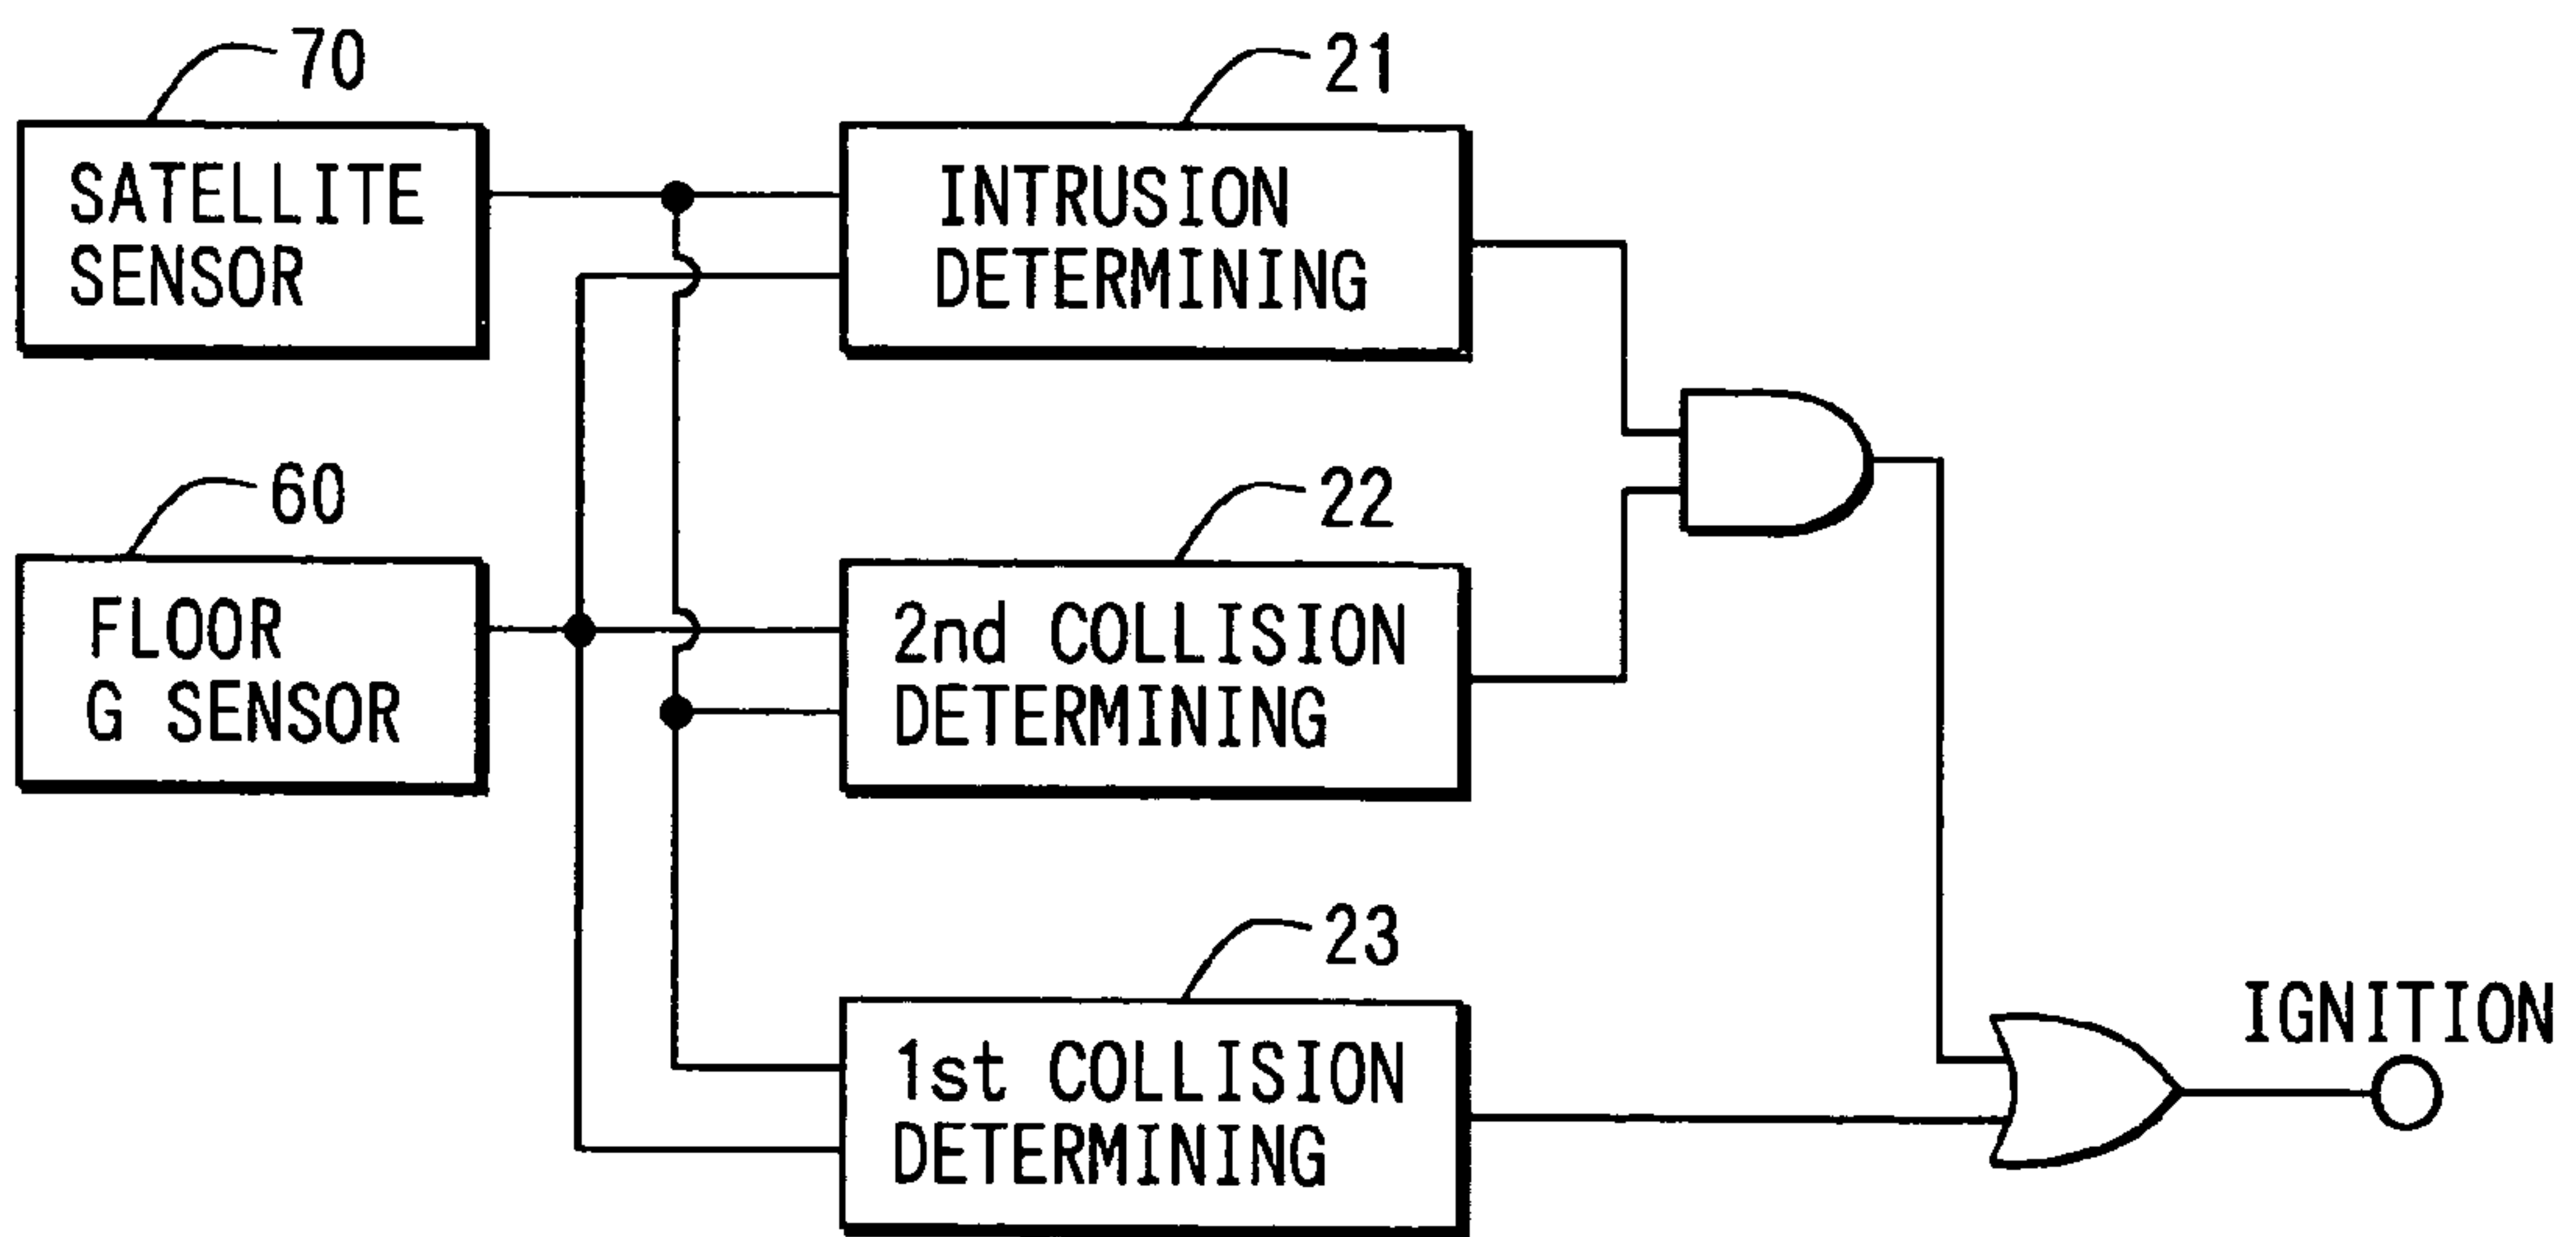 70
SATELLITE
SENSOR
21
INTRUSION
DETERMINING
60
FLOOR
G SENSOR
22
2nd COLLISION
DETERMINING
23
1st COLLISION
DETERMINING
IGNITION